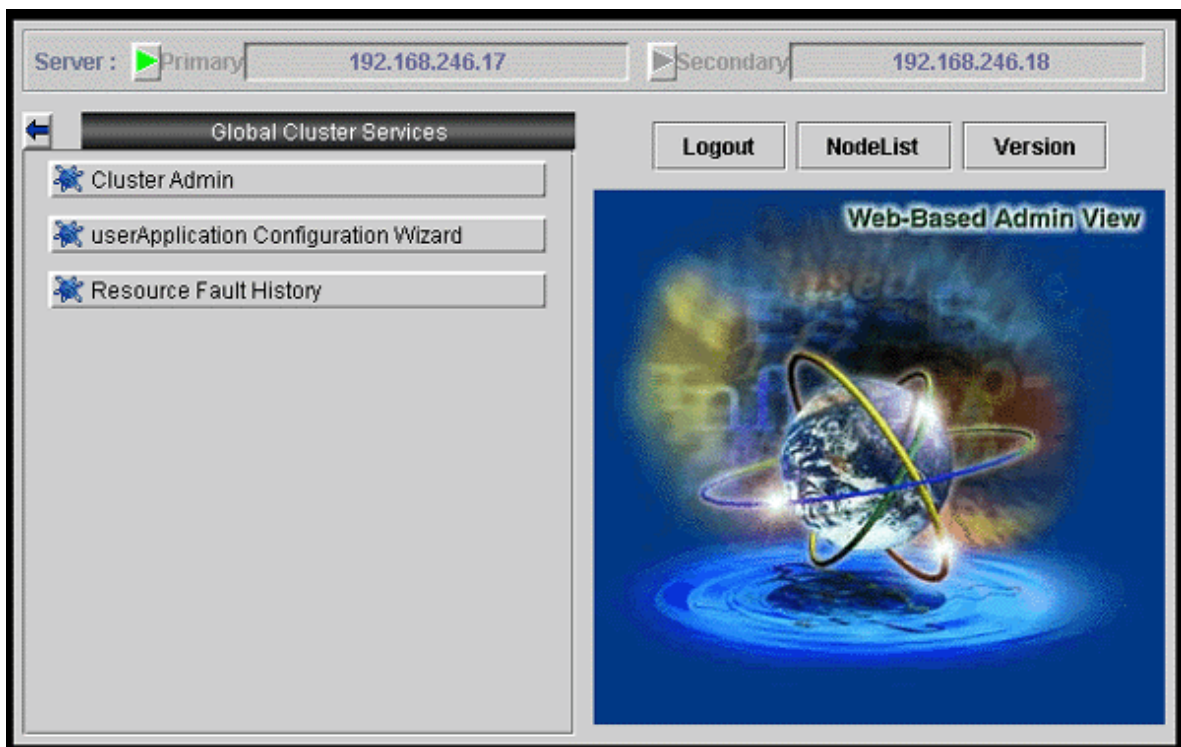 Server : Primary 192.168.246.17 Secondary 192.168.246.18
Global Cluster Services
Logout NodeList Version
Cluster Admin
userApplication Configuration Wizard
Resource Fault History
Web-Based Admin View